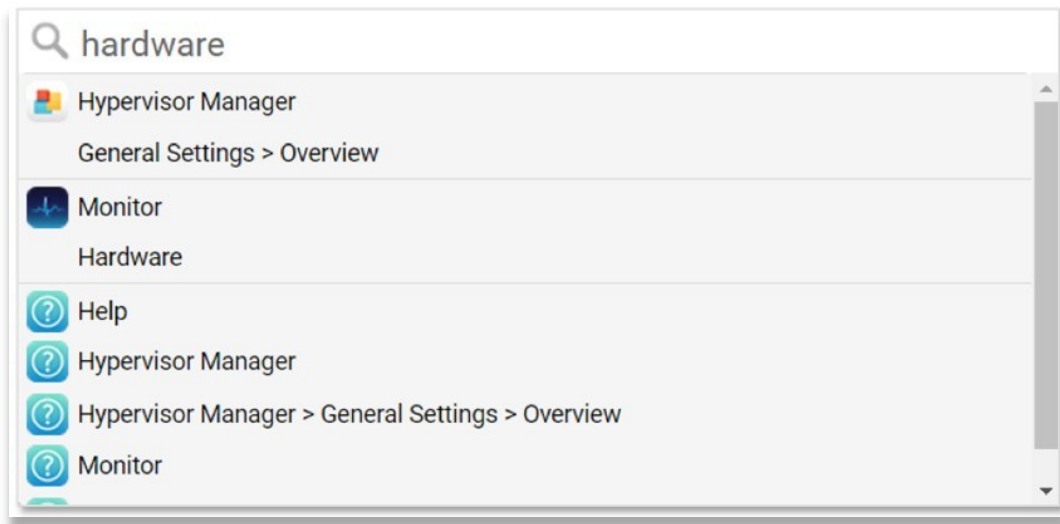 hardware
Hypervisor Manager
General Settings > Overview
Monitor
Hardware
Help
Hypervisor Manager
Hypervisor Manager > General Settings > Overview
Monitor